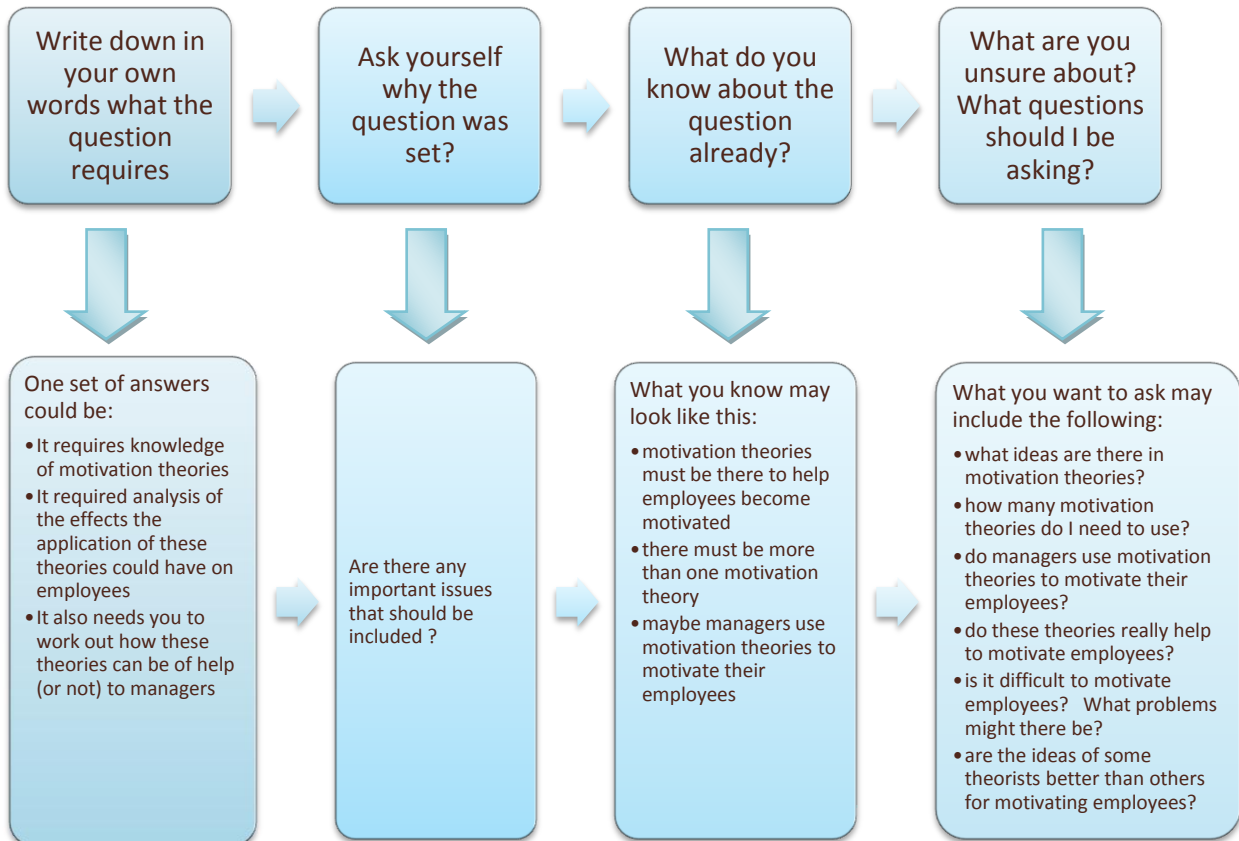 Write down in
your own
words what the
question
requires
Ask yourself
why the
question was
set?
What do you
know about the
question
already?
What are you
unsure about?
What questions
should I be
asking?
One set of answers
could be:
•It requires knowledge
of motivation theories
•It required analysis of
the effects the
application of these
theories could have on
employees
•It also needs you to
work out how these
theories can be of help
(or not) to managers
Are there any
important issues
that should be
included ?
What you know may
look like this:
•motivation theories
must be there to help
employees become
motivated
•there must be more
than one motivation
theory
•maybe managers use
motivation theories to
motivate their
employees
What you want to ask may
include the following:
•what ideas are there in
motivation theories?
•how many motivation
theories do I need to use?
•do managers use motivation
theories to motivate their
employees?
•do these theories really help
to motivate employees?
•is it difficult to motivate
employees? What problems
might there be?
•are the ideas of some
theorists better than others
for motivating employees?